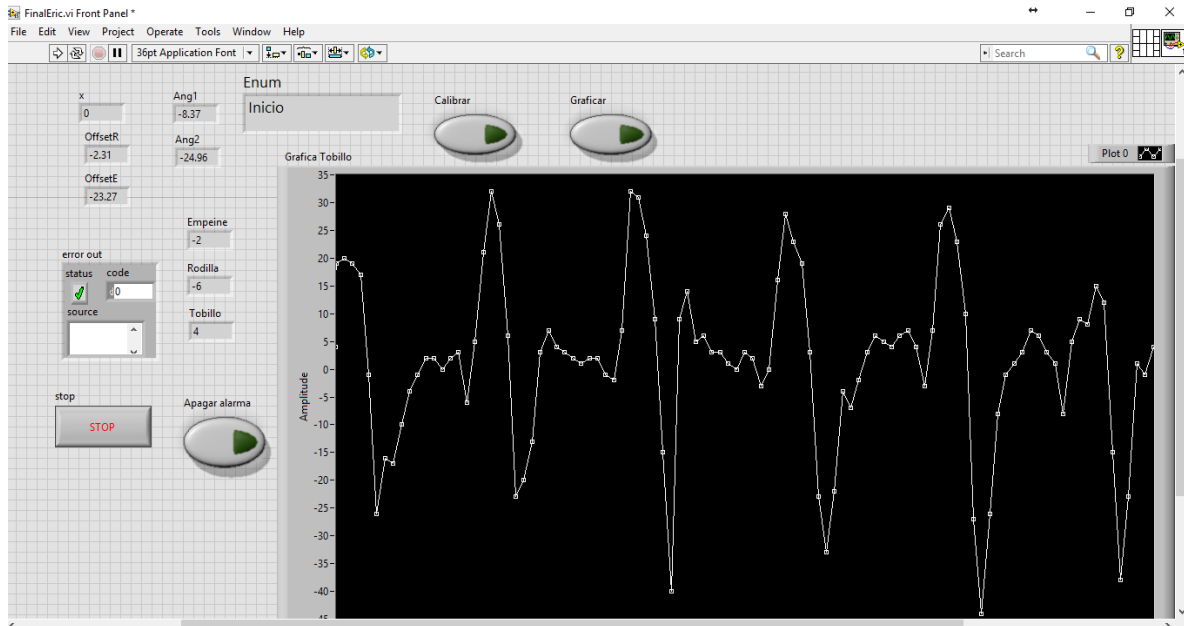 FinalEric.vi Front Panel *
File Edit View Project Operate Tools Window Help
36pt Application Font
Search
?
Enum
Inicio
x
0
Ang1
-8.37
OffsetR
-2.31
Ang2
-24.96
OffsetE
-23.27
Calibrar
Graficar
Grafica Tobillo
Plot 0
Empeine
-2
Rodilla
-6
Tobillo
4
error out
status code
d0
source
stop
STOP
Apagar alarma
Amplitude
35
30
25
20
15
10
5
0
-5
-10
-15
-20
-25
-30
-35
-40
-45